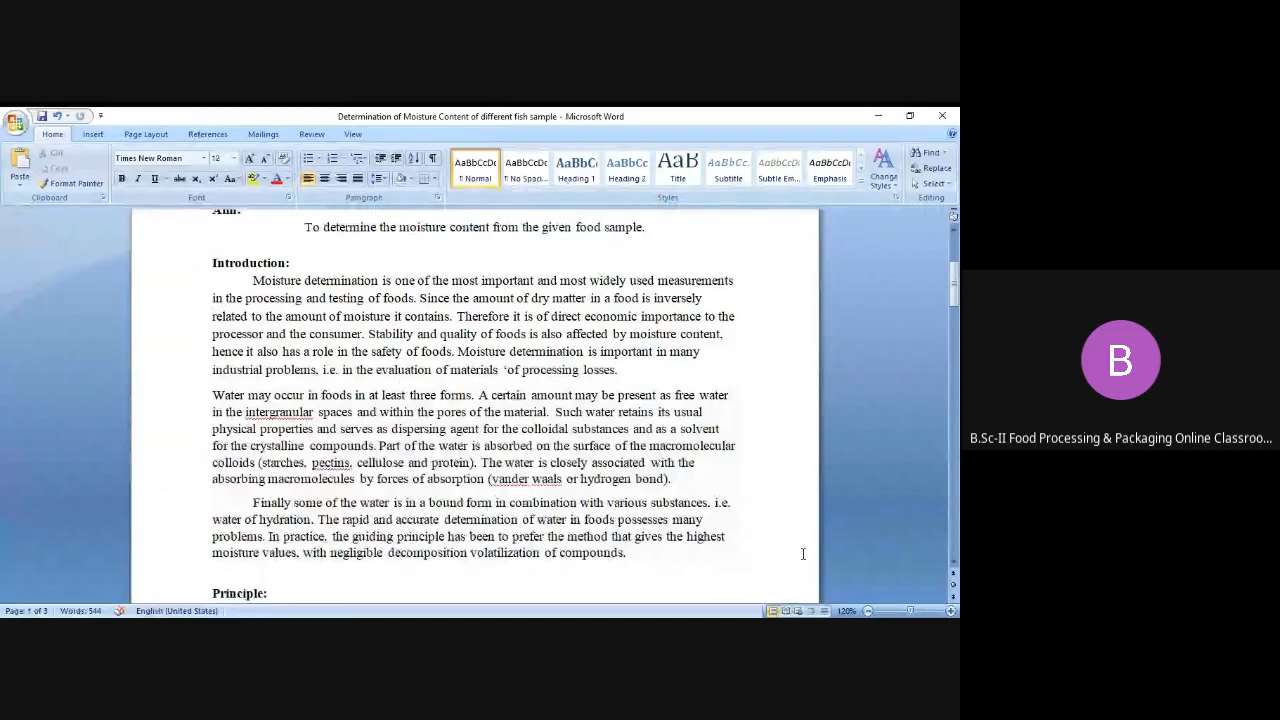 Determination of Moisture Content of different fish sample - Microsoft Word
Home Insert Page Layout References Mailings Review View
Paste
Cut
Copy
Format Painter
Clipboard
Times New Roman 12
Font
Paragraph
AaBbCcDc AaBbCcDc AaBbC AaBbCc AaB AaBbCc. AaBbCcDc AaBbCcDc
¶ Normal ¶ No Spaci... Heading 1 Heading 2 Title Subtitle Subtle Em... Emphasis
Change Styles
Styles
Find
Replace
Select
Editing
Aim:
To determine the moisture content from the given food sample.
Introduction:
Moisture determination is one of the most important and most widely used measurements
in the processing and testing of foods. Since the amount of dry matter in a food is inversely
related to the amount of moisture it contains. Therefore it is of direct economic importance to the
processor and the consumer. Stability and quality of foods is also affected by moisture content,
hence it also has a role in the safety of foods. Moisture determination is important in many
industrial problems, i.e. in the evaluation of materials ‘of processing losses.
Water may occur in foods in at least three forms. A certain amount may be present as free water
in the intergranular spaces and within the pores of the material. Such water retains its usual
physical properties and serves as dispersing agent for the colloidal substances and as a solvent
for the crystalline compounds. Part of the water is absorbed on the surface of the macromolecular
colloids (starches, pectins, cellulose and protein). The water is closely associated with the
absorbing macromolecules by forces of absorption (vander waals or hydrogen bond).
Finally some of the water is in a bound form in combination with various substances. i.e.
water of hydration. The rapid and accurate determination of water in foods possesses many
problems. In practice, the guiding principle has been to prefer the method that gives the highest
moisture values, with negligible decomposition volatilization of compounds.
Principle:
Page: 1 of 3 Words: 544 English (United States) 120%
B
B.Sc-II Food Processing & Packaging Online Classroo...